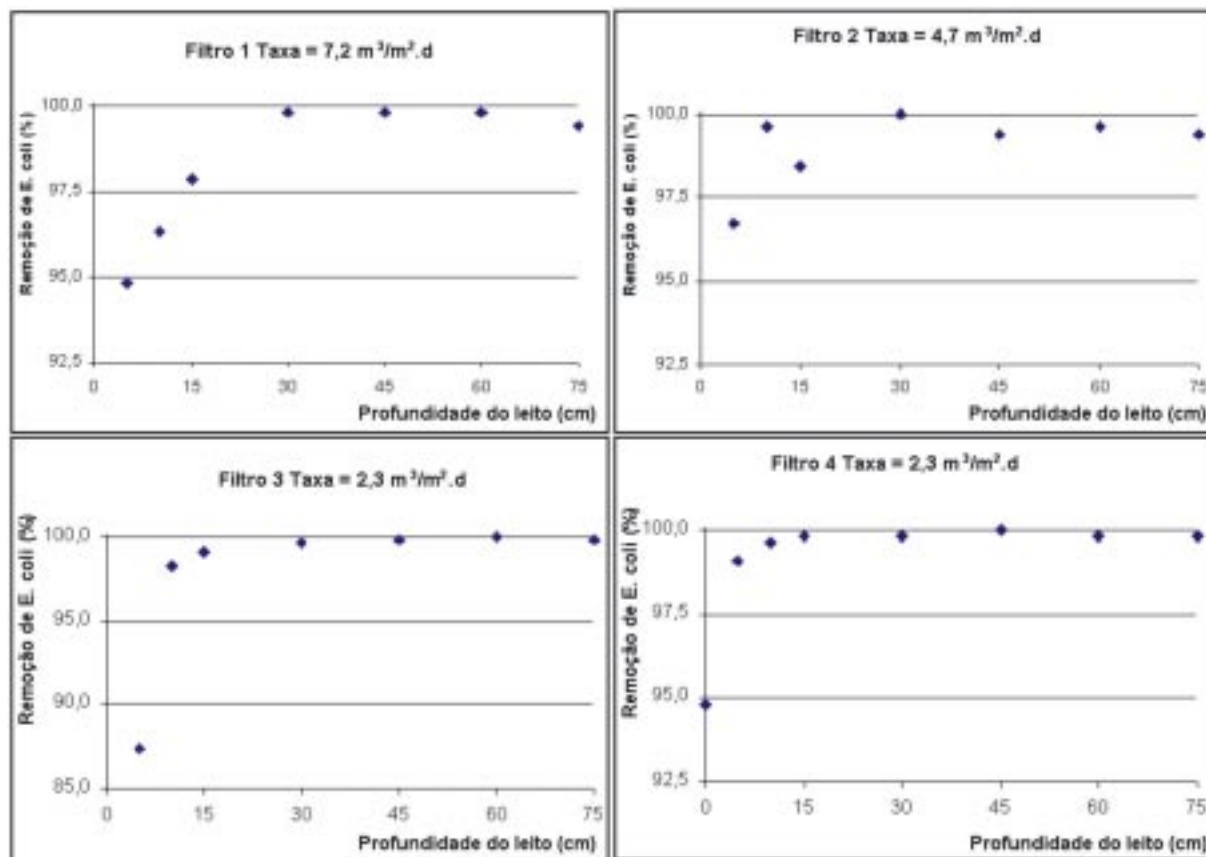 Filtro 1 Taxa = 7,2 m³/m².d
Remoção de E. coli (%)
100,0
97,5
95,0
92,5
0 15 30 45 60 75
Profundidade do leito (cm)
Filtro 2 Taxa = 4,7 m³/m².d
Remoção de E. coli (%)
100,0
97,5
95,0
92,5
0 15 30 45 60 75
Profundidade do leito (cm)
Filtro 3 Taxa = 2,3 m³/m².d
Remoção de E. coli (%)
100,0
95,0
90,0
85,0
0 15 30 45 60 75
Profundidade do leito (cm)
Filtro 4 Taxa = 2,3 m³/m².d
Remoção de E. coli (%)
100,0
97,5
95,0
92,5
0 15 30 45 60 75
Profundidade do leito (cm)